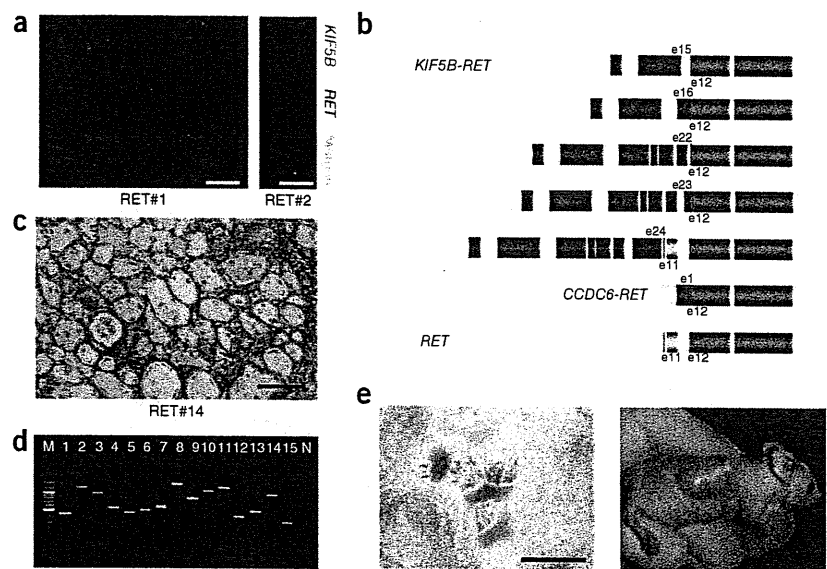 a
KIF5B RET
RET#1
RET#2
b
KIF5B-RET
e15
e12
e16
e12
e22
e12
e23
e12
e24
e11
CCDC6-RET
e1
e12
RET
e11 e12
c
RET#14
d
M 1 2 3 4 5 6 7 8 9 10 11 12 13 14 15 N
e